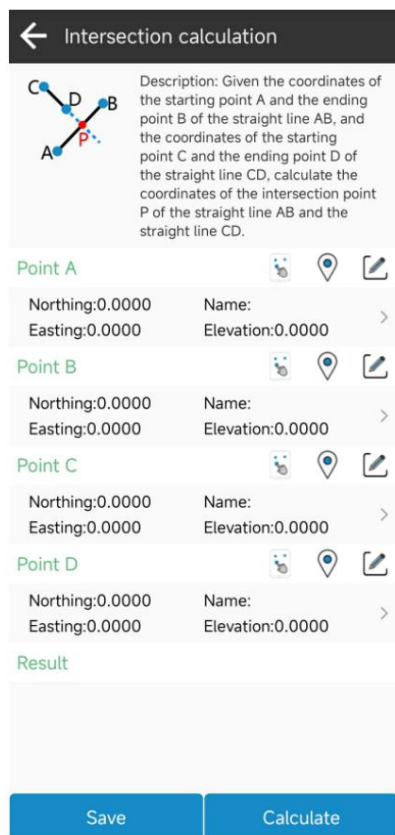 Intersection calculation
C
D
B
A
P
Description: Given the coordinates of
the starting point A and the ending
point B of the straight line AB, and
the coordinates of the starting
point C and the ending point D of
the straight line CD, calculate the
coordinates of the intersection point
P of the straight line AB and the
straight line CD.
Point A
Northing:0.0000 Name:
Easting:0.0000 Elevation:0.0000
Point B
Northing:0.0000 Name:
Easting:0.0000 Elevation:0.0000
Point C
Northing:0.0000 Name:
Easting:0.0000 Elevation:0.0000
Point D
Northing:0.0000 Name:
Easting:0.0000 Elevation:0.0000
Result
Save Calculate